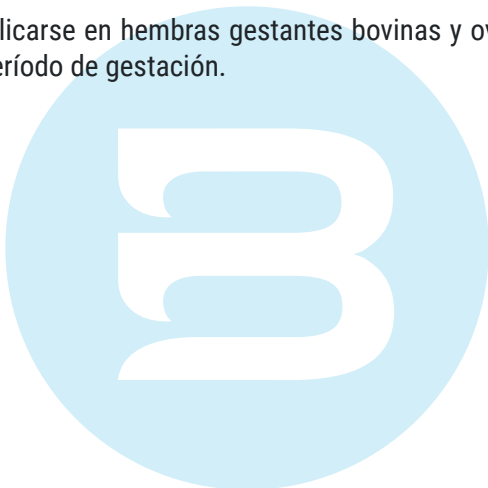 licarse en hembras gestantes bovinas y ov
eríodo de gestación.
B